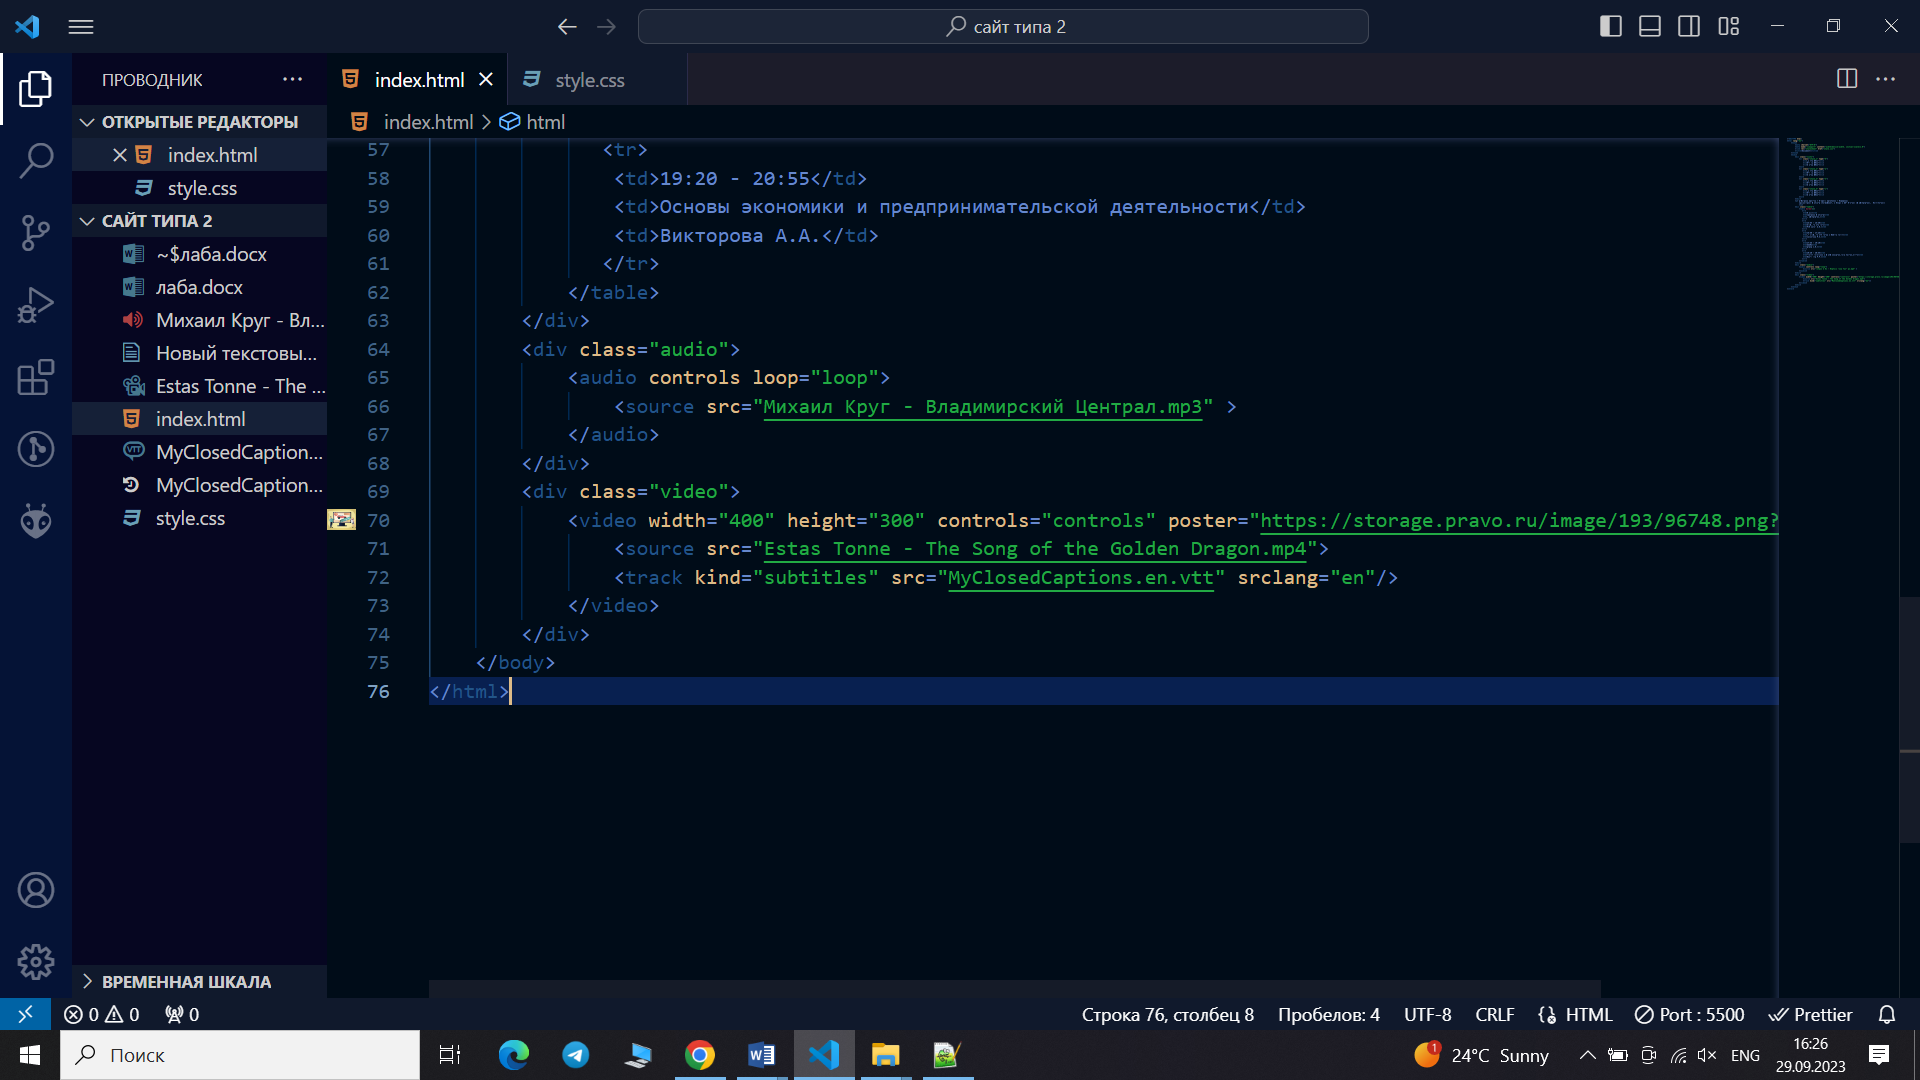 сайт типа 2
ПРОВОДНИК
index.html
style.css
index.html > html
ОТКРЫТЫЕ РЕДАКТОРЫ
index.html
style.css
САЙТ ТИПА 2
~$лаба.docx
лаба.docx
Михаил Круг - Вл...
Новый текстовы...
Estas Tonne - The ...
index.html
MyClosedCaption...
MyClosedCaption...
style.css
ВРЕМЕННАЯ ШКАЛА
57 <tr>
58 <td>19:20 - 20:55</td>
59 <td>Основы экономики и предпринимательской деятельности</td>
60 <td>Викторова А.А.</td>
61 </tr>
62 </table>
63 </div>
64 <div class="audio">
65 <audio controls loop="loop">
66 <source src="Михаил Круг - Владимирский Централ.mp3" >
67 </audio>
68 </div>
69 <div class="video">
70 <video width="400" height="300" controls="controls" poster="https://storage.pravo.ru/image/193/96748.png?
71 <source src="Estas Tonne - The Song of the Golden Dragon.mp4">
72 <track kind="subtitles" src="MyClosedCaptions.en.vtt" srclang="en"/>
73 </video>
74 </div>
75 </body>
76 </html>
0 0 0
Строка 76, столбец 8
Пробелов: 4
UTF-8
CRLF
HTML
Port : 5500
Prettier
Поиск
1
24°C Sunny
ENG
16:26
29.09.2023